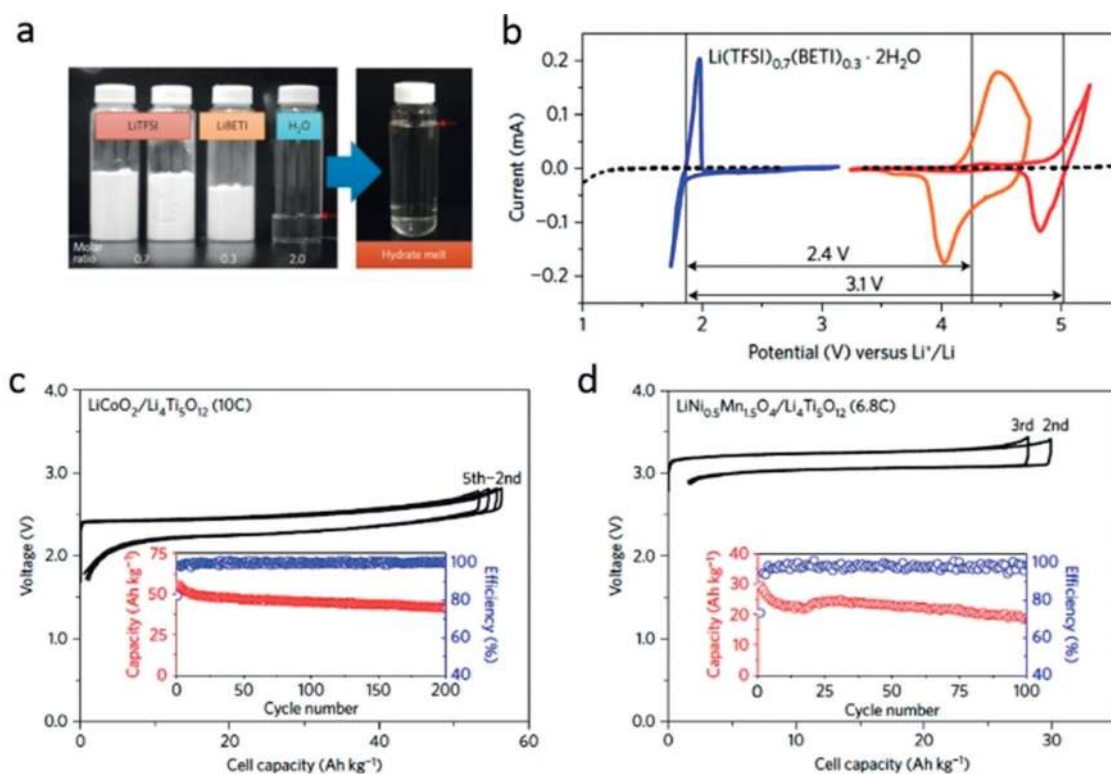 a
LiTFSI
LiBETI
H₂O
Molar
ratio
0.7
0.3
2.0
Hydrate melt
b
Li(TFSI)₀.₇(BETI)₀.₃ · 2H₂O
0.2
0.1
0.0
−0.1
−0.2
Current (mA)
2.4 V
3.1 V
1 2 3 4 5
Potential (V) versus Li⁺/Li
c
LiCoO₂/Li₄Ti₅O₁₂ (10C)
4.0
3.0
2.0
1.0
0.0
Voltage (V)
5th–2nd
75
50
25
0
Capacity (Ah kg⁻¹)
100
80
60
40
Efficiency (%)
0 50 100 150 200
Cycle number
0 20 40 60
Cell capacity (Ah kg⁻¹)
d
LiNi₀.₅Mn₁.₅O₄/Li₄Ti₅O₁₂ (6.8C)
4.0
3.0
2.0
1.0
0.0
Voltage (V)
3rd 2nd
40
30
20
10
0
Capacity (Ah kg⁻¹)
100
80
60
40
Efficiency (%)
0 25 50 75 100
Cycle number
0 10 20 30
Cell capacity (Ah kg⁻¹)